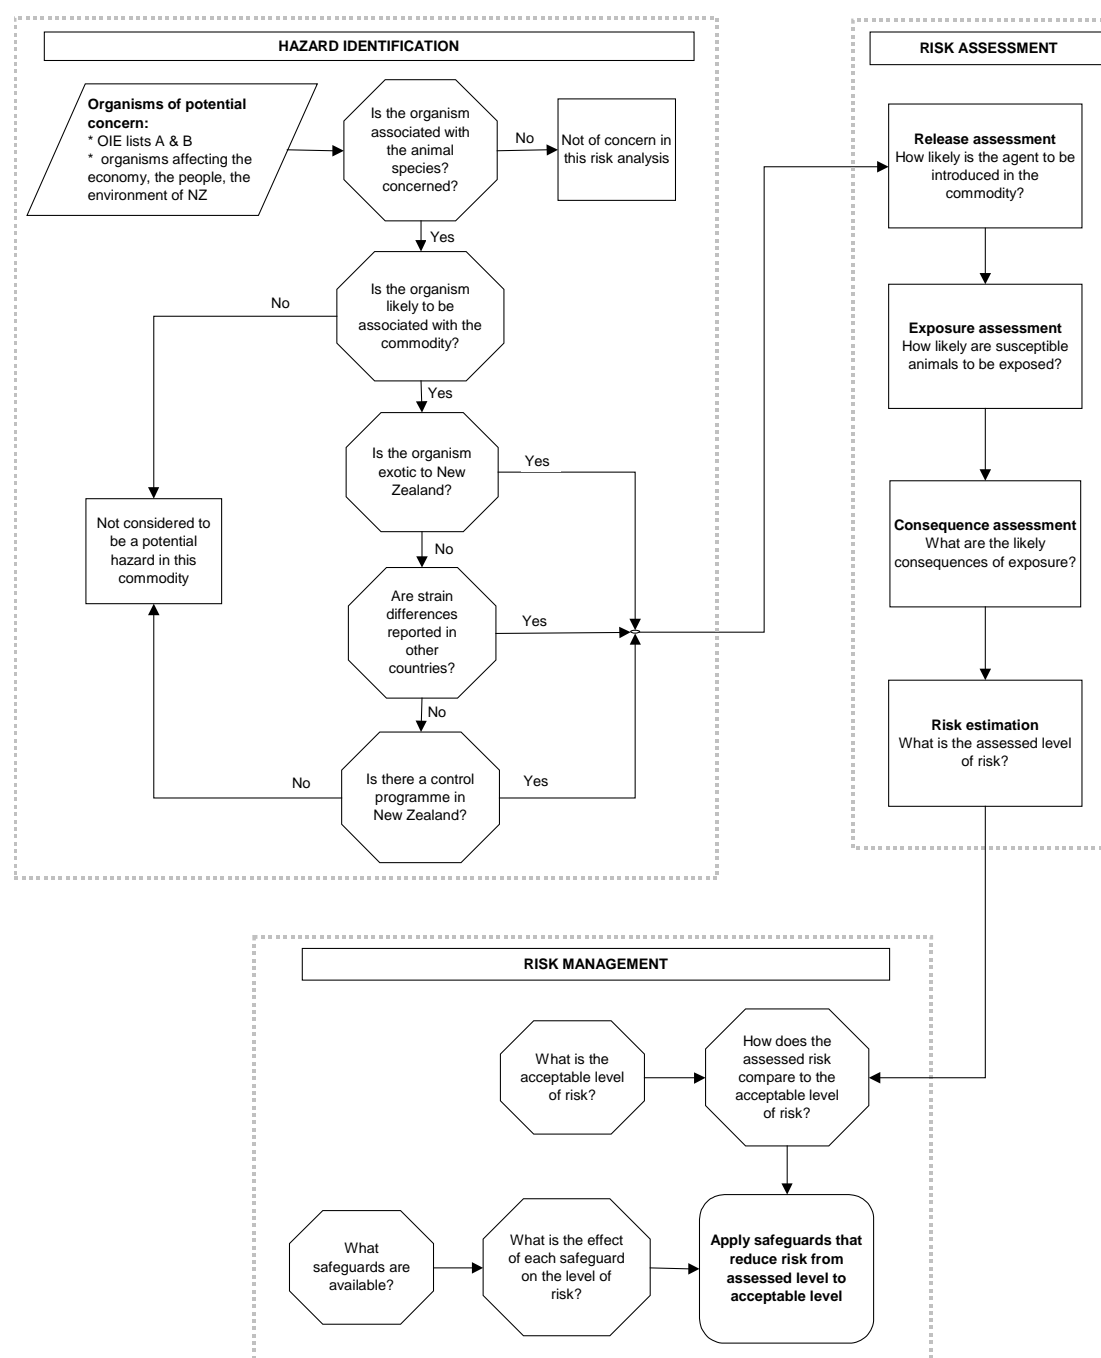 HAZARD IDENTIFICATION
Organisms of potential
concern:
* OIE lists A & B
* organisms affecting the
economy, the people, the
environment of NZ
Is the organism
associated with
the animal
species?
concerned?
No
Not of concern in
this risk analysis
Yes
Is the organism
likely to be
associated with the
commodity?
No
Yes
Is the organism
exotic to New
Zealand?
Yes
Not considered to
be a potential
hazard in this
commodity
No
Are strain
differences
reported in
other
countries?
Yes
No
Is there a control
programme in
New Zealand?
No
Yes
RISK ASSESSMENT
Release assessment
How likely is the agent to be
introduced in the
commodity?
Exposure assessment
How likely are susceptible
animals to be exposed?
Consequence assessment
What are the likely
consequences of exposure?
Risk estimation
What is the assessed level
of risk?
RISK MANAGEMENT
What is the
acceptable level
of risk?
How does the
assessed risk
compare to the
acceptable level
of risk?
What
safeguards are
available?
What is the effect
of each safeguard
on the level of
risk?
Apply safeguards that
reduce risk from
assessed level to
acceptable level